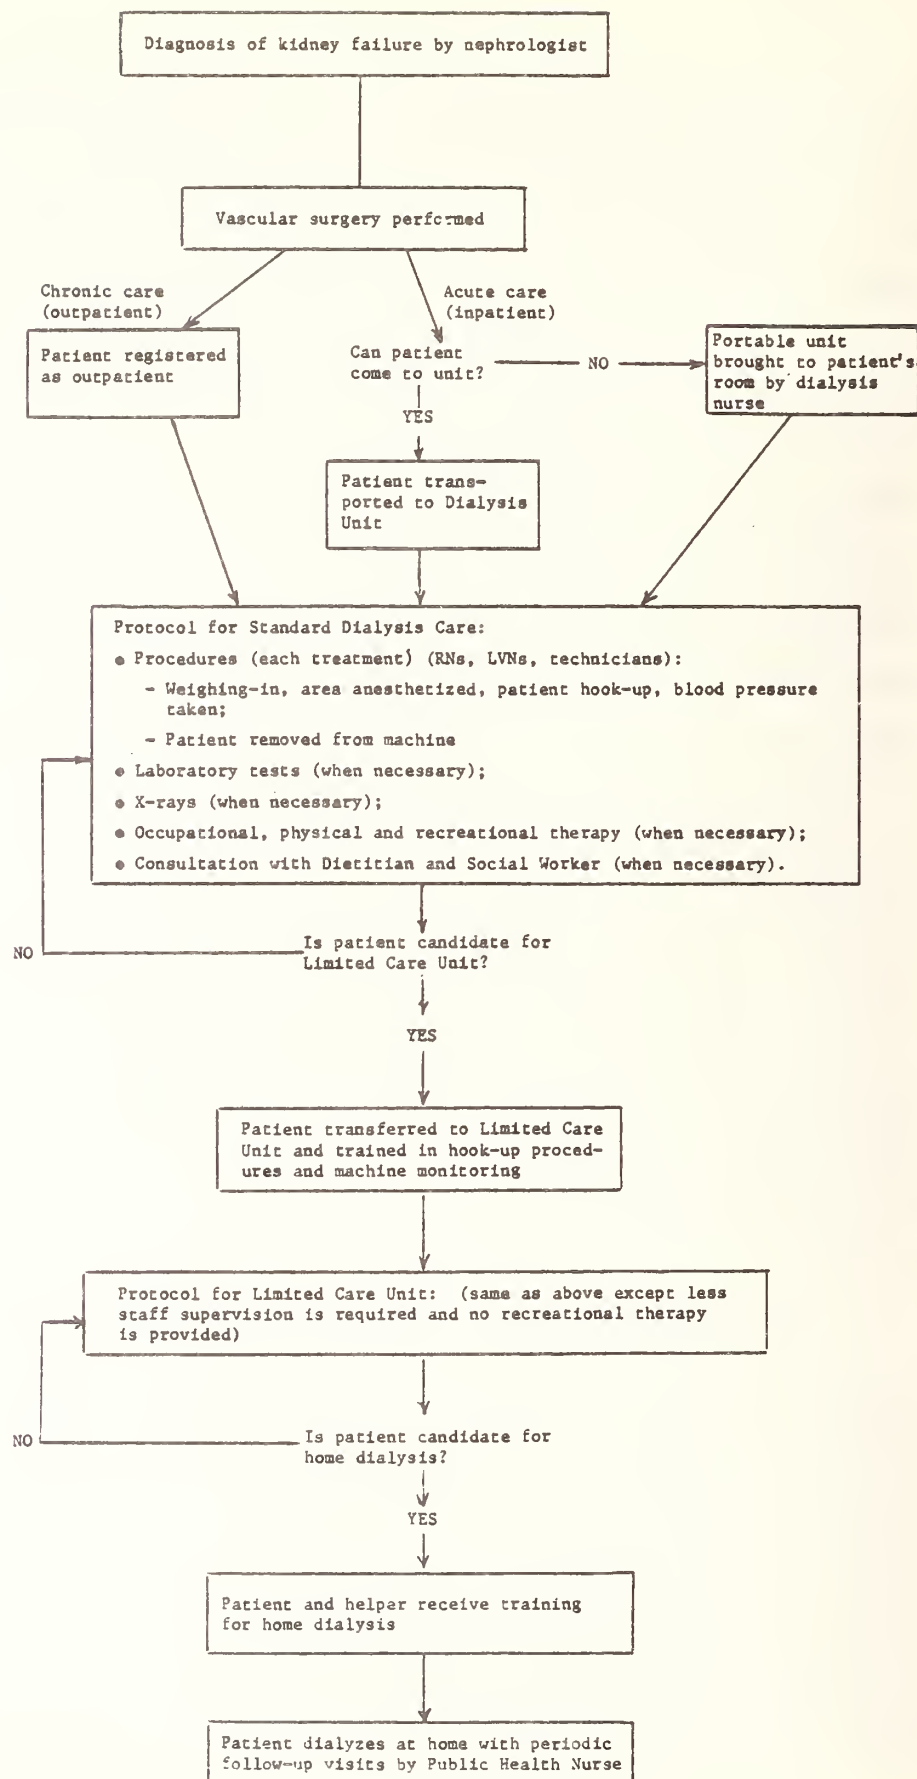 Diagnosis of kidney failure by nephrologist
Vascular surgery performed
Chronic care
(outpatient)
Acute care
(inpatient)
Patient registered
as outpatient
Can patient
come to unit?
NO
Portable unit
brought to patient's
room by dialysis
nurse
YES
Patient trans-
ported to Dialysis
Unit
Protocol for Standard Dialysis Care:
● Procedures (each treatment) (RNs, LVNs, technicians):
- Weighing-in, area anesthetized, patient hook-up, blood pressure
taken;
- Patient removed from machine
● Laboratory tests (when necessary);
● X-rays (when necessary);
● Occupational, physical and recreational therapy (when necessary);
● Consultation with Dietitian and Social Worker (when necessary).
NO
Is patient candidate for
Limited Care Unit?
YES
Patient transferred to Limited Care
Unit and trained in hook-up proced-
ures and machine monitoring
Protocol for Limited Care Unit: (same as above except less
staff supervision is required and no recreational therapy
is provided)
NO
Is patient candidate for
home dialysis?
YES
Patient and helper receive training
for home dialysis
Patient dialyzes at home with periodic
follow-up visits by Public Health Nurse